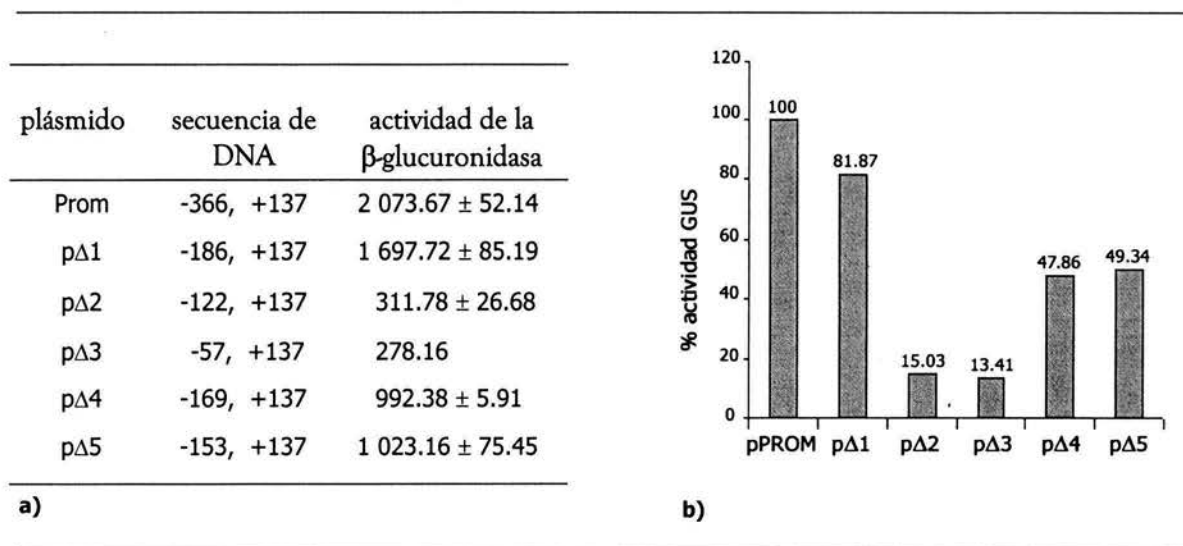 plásmido secuencia de DNA actividad de la β-glucuronidasa
Prom -366, +137 2 073.67 ± 52.14
pΔ1 -186, +137 1 697.72 ± 85.19
pΔ2 -122, +137 311.78 ± 26.68
pΔ3 -57, +137 278.16
pΔ4 -169, +137 992.38 ± 5.91
pΔ5 -153, +137 1 023.16 ± 75.45
a)
% actividad GUS
120
100
80
60
40
20
0
100
81.87
15.03
13.41
47.86
49.34
pPROM pΔ1 pΔ2 pΔ3 pΔ4 pΔ5
b)